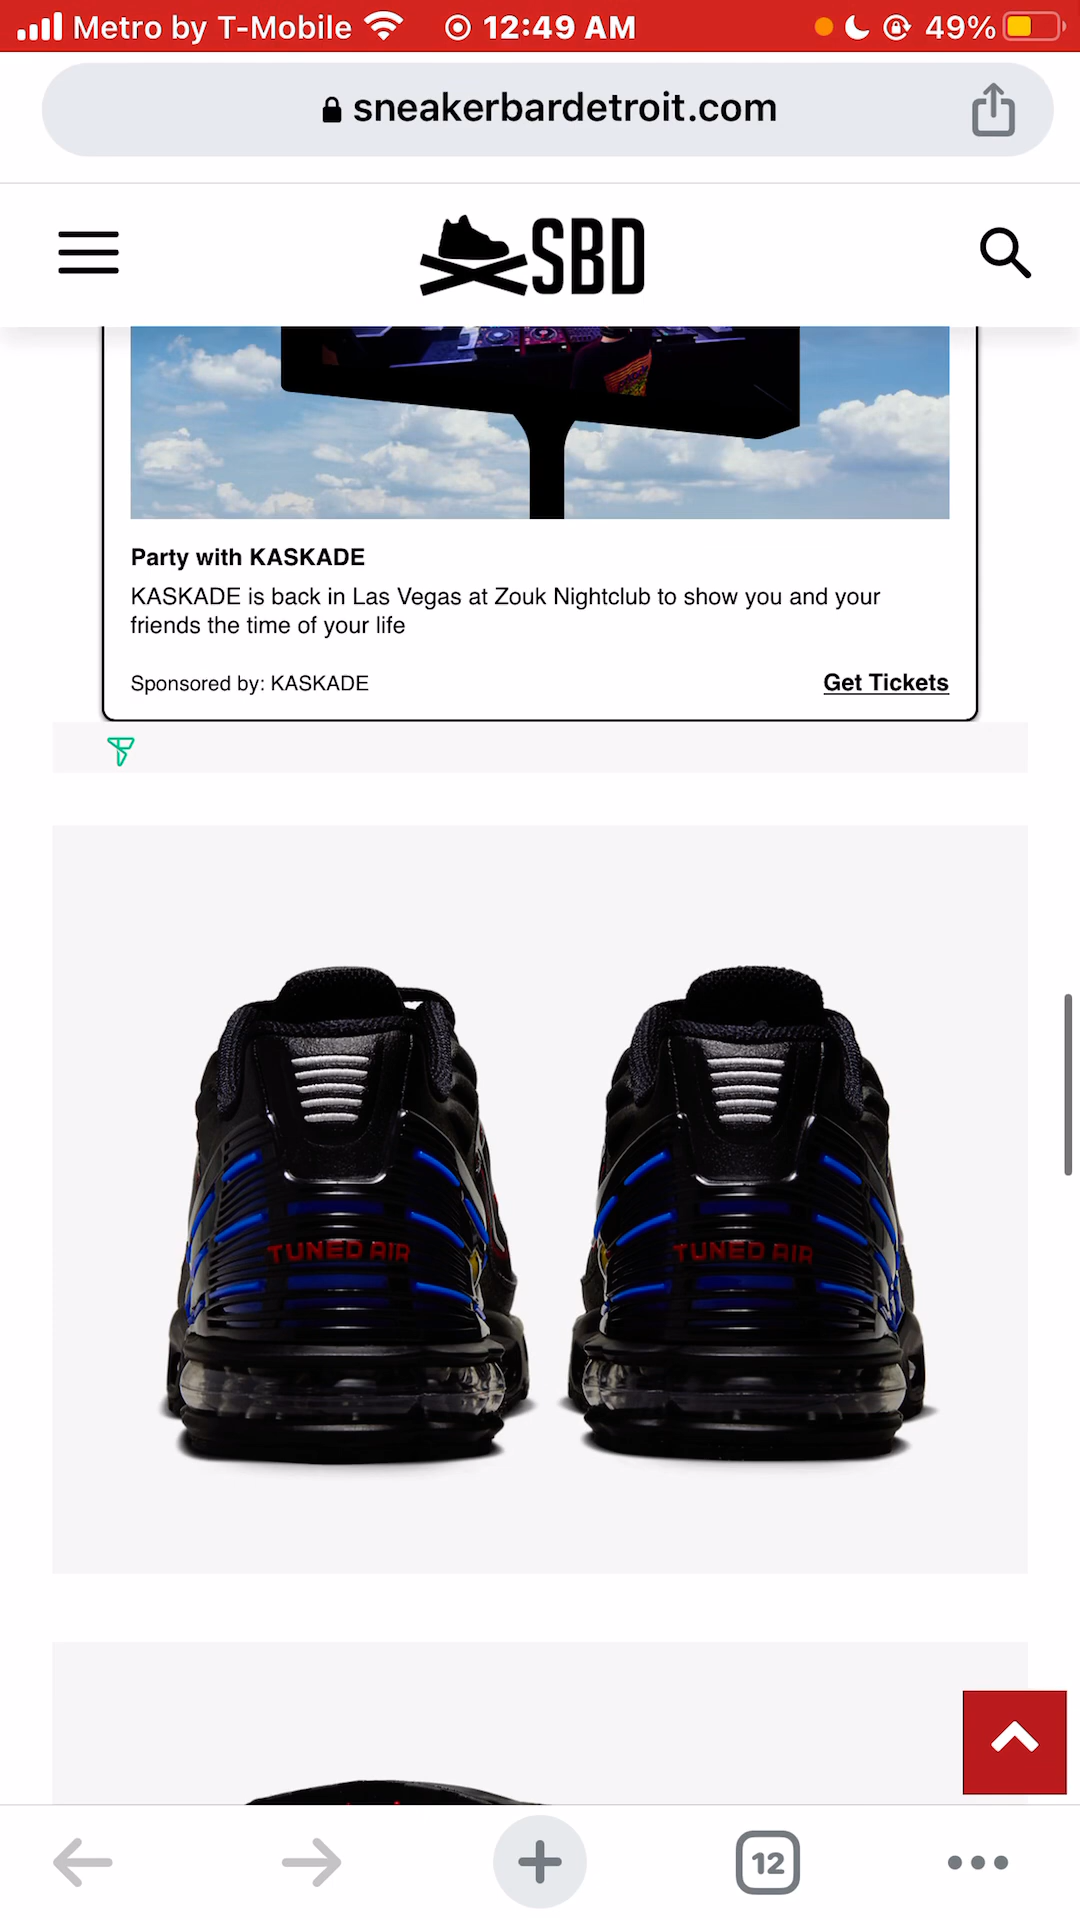 Metro by T-Mobile 12:49 AM 49%
sneakerbardetroit.com
SBD
Party with KASKADE
KASKADE is back in Las Vegas at Zouk Nightclub to show you and your
friends the time of your life
Sponsored by: KASKADE Get Tickets
TUNED AIR TUNED AIR
12